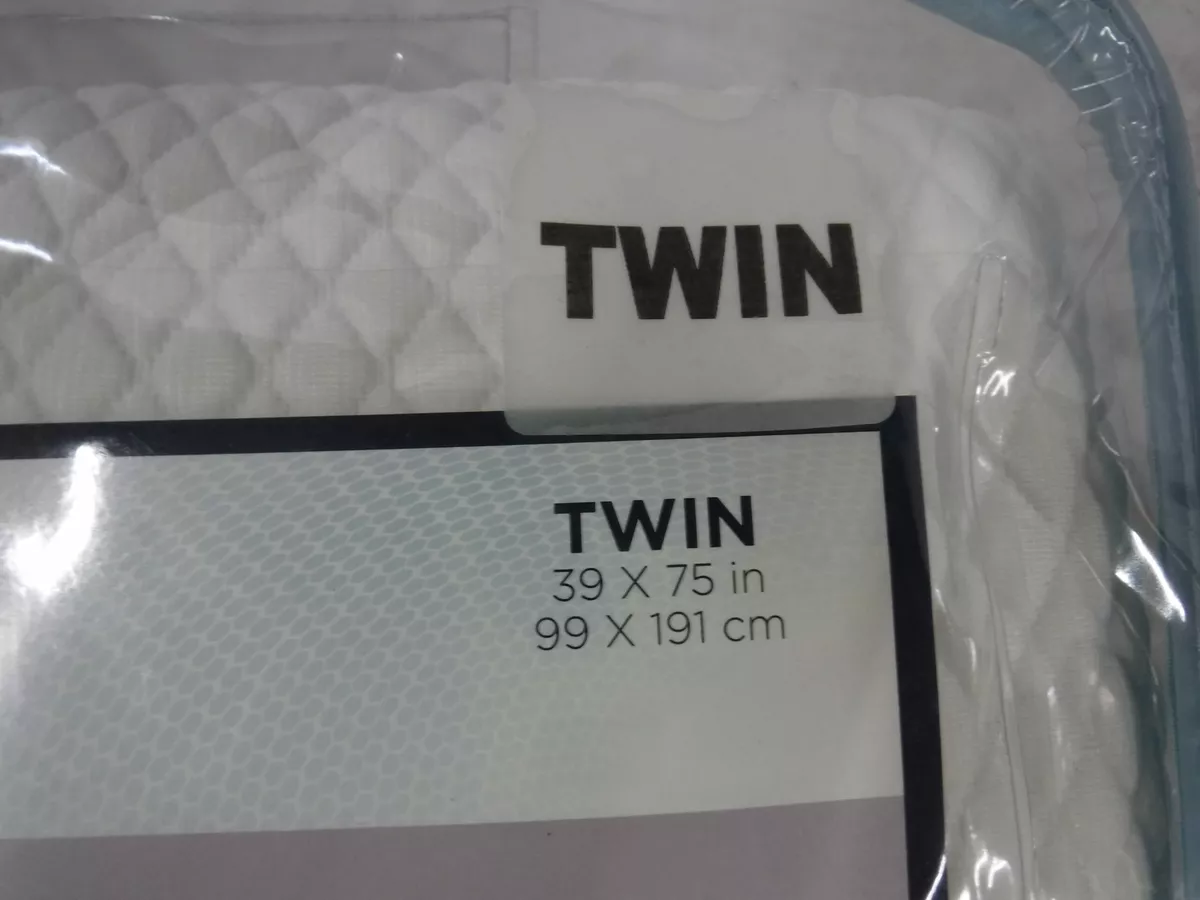 TWIN
TWIN
39 X 75 in
99 X 191 cm